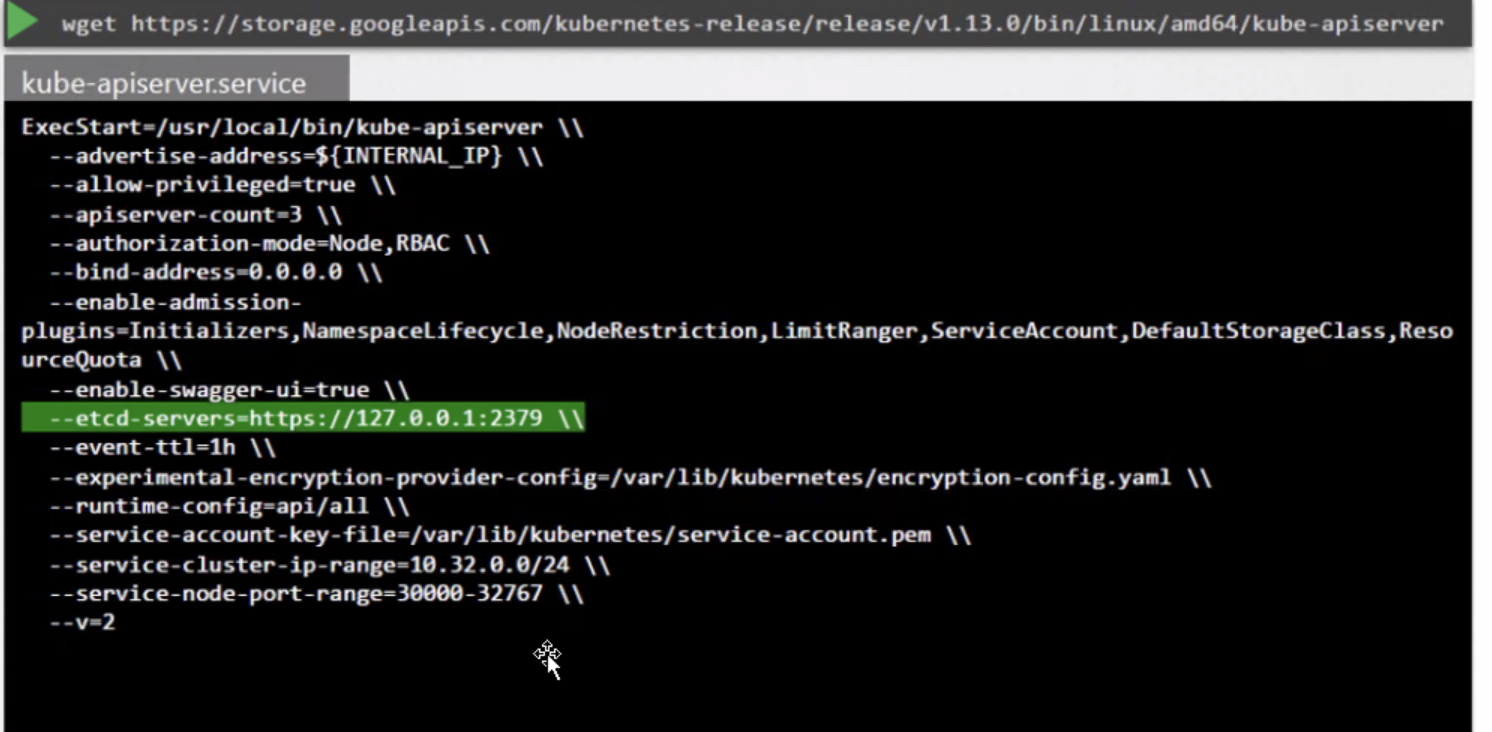 wget https://storage.googleapis.com/kubernetes-release/release/v1.13.0/bin/linux/amd64/kube-apiserver
kube-apiserver.service
ExecStart=/usr/local/bin/kube-apiserver \\
--advertise-address=${INTERNAL_IP} \\
--allow-privileged=true \\
--apiserver-count=3 \\
--authorization-mode=Node,RBAC \\
--bind-address=0.0.0.0 \\
--enable-admission-
plugins=Initializers,NamespaceLifecycle,NodeRestriction,LimitRanger,ServiceAccount,DefaultStorageClass,Reso
urceQuota \\
--enable-swagger-ui=true \\
--etcd-servers=https://127.0.0.1:2379 \\
--event-ttl=1h \\
--experimental-encryption-provider-config=/var/lib/kubernetes/encryption-config.yaml \\
--runtime-config=api/all \\
--service-account-key-file=/var/lib/kubernetes/service-account.pem \\
--service-cluster-ip-range=10.32.0.0/24 \\
--service-node-port-range=30000-32767 \\
--v=2